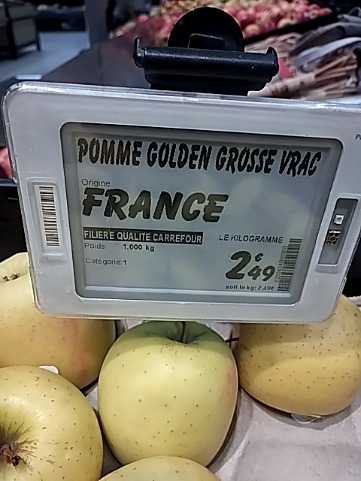 POMME GOLDEN GROSSE VRAC
Origine
FRANCE
FILIERE QUALITE CARREFOUR
LE KILOGRAMME
Poids: 1,000 kg
Catégorie: 1
2€49
soit le kg: 2,49€